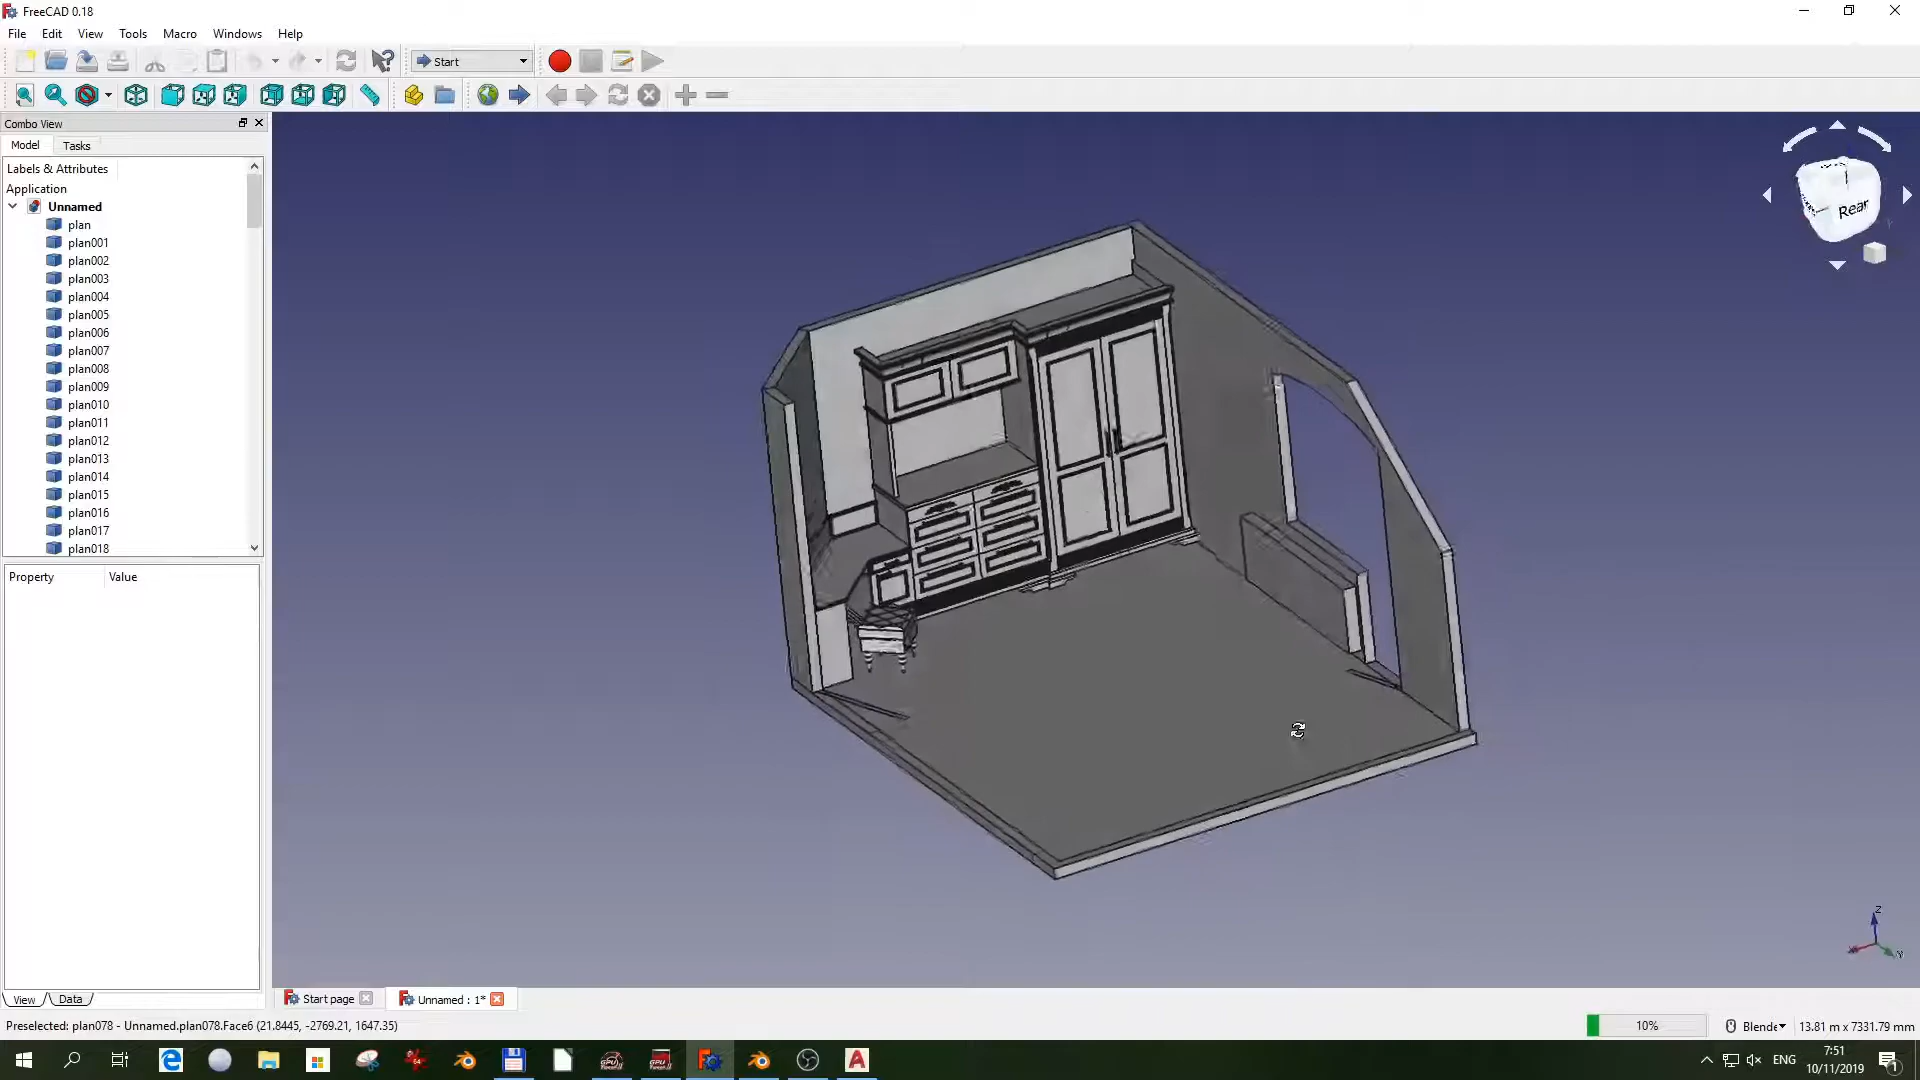 FreeCAD 0.18
File Edit View Tools Macro Windows Help
Start
Combo View
Model Tasks
Labels & Attributes
Application
Unnamed
plan
plan001
plan002
plan003
plan004
plan005
plan006
plan007
plan008
plan009
plan010
plan011
plan012
plan013
plan014
plan015
plan016
plan017
plan018
Property Value
Rear
Z
View Data
Start page
Unnamed : 1*
Preselected: plan078 - Unnamed.plan078.Face6 (21.8445, -2769.21, 1647.35)
10%
Blende
13.81 m x 7331.79 mm
ENG
7:51
10/11/2019
1